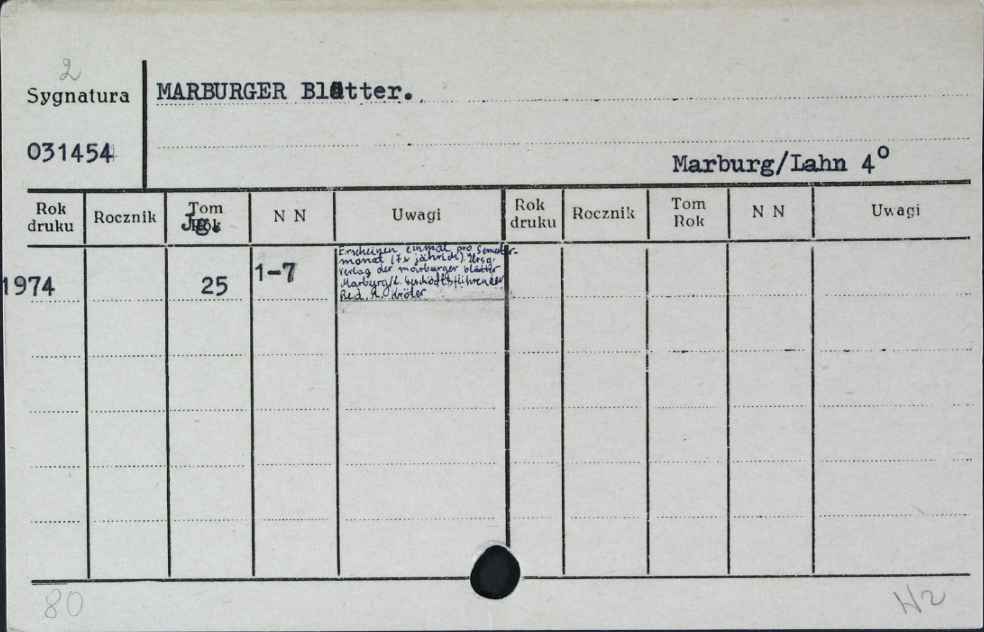 2
Sygnatura
MARBURGER Blätter.
031454
Marburg/Lahn 4°
Rok druku Rocznik Tom Rok Jg. N N Uwagi Rok druku Rocznik Tom Rok N N Uwagi
1974 25 1-7
Erscheinen einmal pro Semester-
monat (7x jährlich). Hrsg.
Verlag der marburger blätter
Marburg/L. Geschäftsführender
Red. R.
80